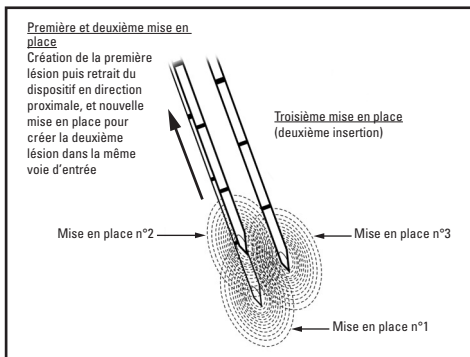 Première et deuxième mise en
place
Création de la première
lésion puis retrait du
dispositif en direction
proximale, et nouvelle
mise en place pour
créer la deuxième
lésion dans la même
voie d'entrée
Troisième mise en place
(deuxième insertion)
Mise en place n°2
Mise en place n°3
Mise en place n°1